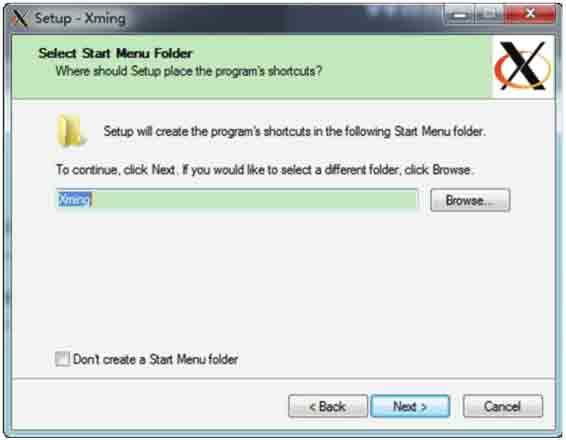 Setup - Xming
Select Start Menu Folder
Where should Setup place the program's shortcuts?
Setup will create the program's shortcuts in the following Start Menu folder.
To continue, click Next. If you would like to select a different folder, click Browse.
Xming
Browse...
Don't create a Start Menu folder
< Back
Next >
Cancel